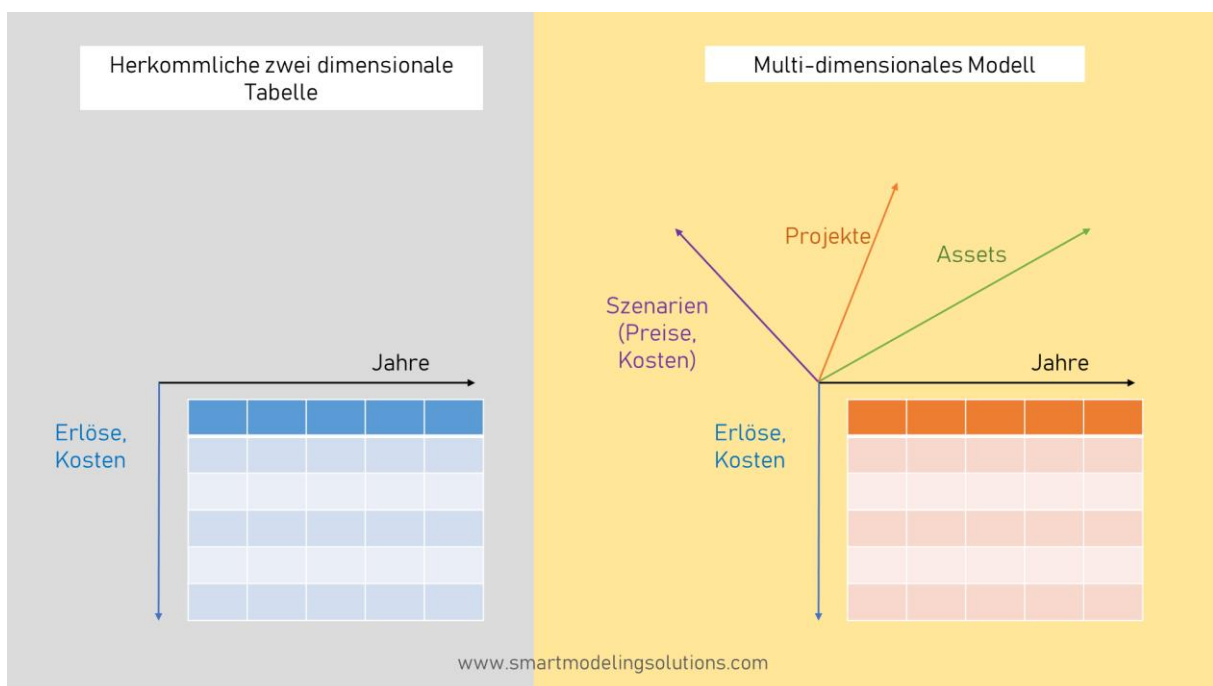 Herkommliche zwei dimensionale
Tabelle
Jahre
Erlöse,
Kosten
Multi-dimensionales Modell
Projekte
Assets
Szenarien
(Preise,
Kosten)
Jahre
Erlöse,
Kosten
www.smartmodelingsolutions.com